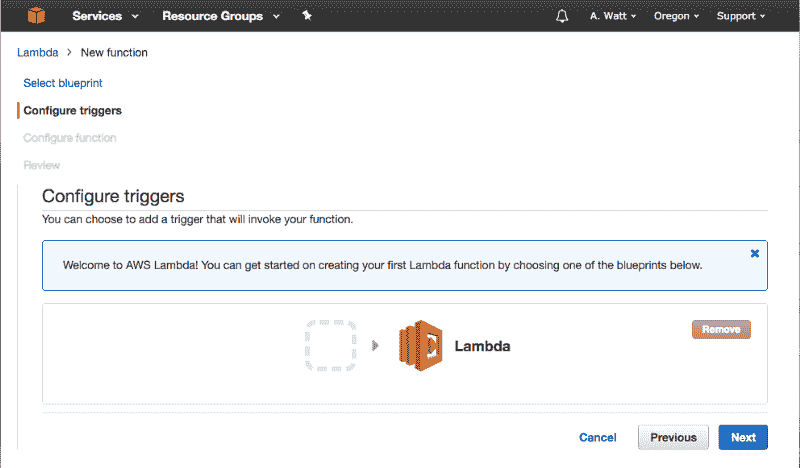 Services Resource Groups A. Watt Oregon Support
Lambda > New function
Select blueprint
Configure triggers
Configure function
Review
Configure triggers
You can choose to add a trigger that will invoke your function.
Welcome to AWS Lambda! You can get started on creating your first Lambda function by choosing one of the blueprints below.
Lambda Remove
Cancel Previous Next